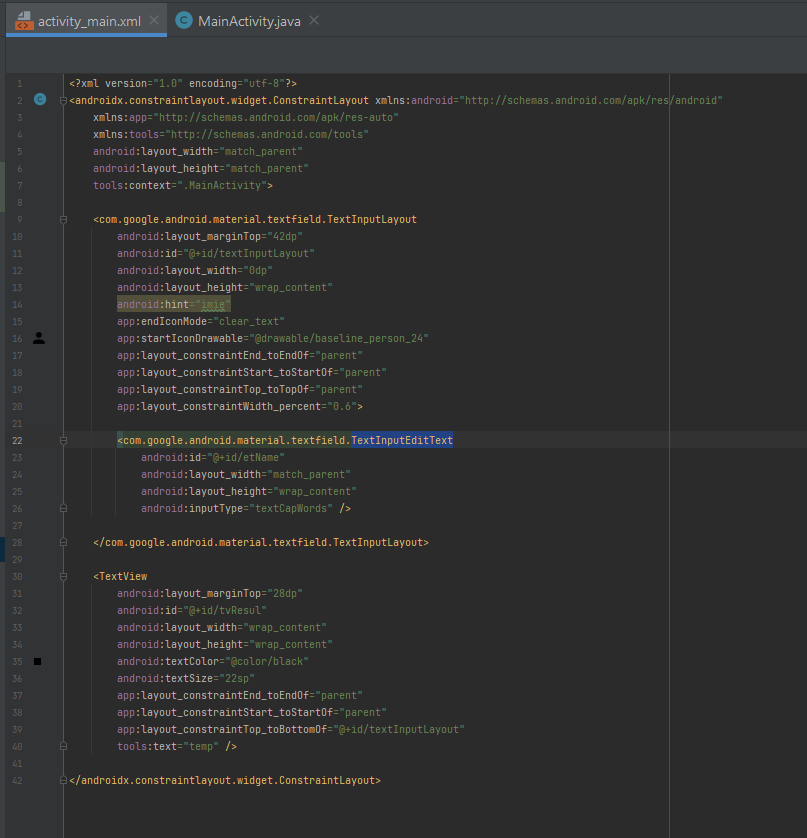 activity_main.xml
MainActivity.java
1 <?xml version="1.0" encoding="utf-8"?>
2 <androidx.constraintlayout.widget.ConstraintLayout xmlns:android="http://schemas.android.com/apk/res/android"
3 xmlns:app="http://schemas.android.com/apk/res-auto"
4 xmlns:tools="http://schemas.android.com/tools"
5 android:layout_width="match_parent"
6 android:layout_height="match_parent"
7 tools:context=".MainActivity">
8
9 <com.google.android.material.textfield.TextInputLayout
10 android:layout_marginTop="42dp"
11 android:id="@+id/textInputLayout"
12 android:layout_width="0dp"
13 android:layout_height="wrap_content"
14 android:hint="imie"
15 app:endIconMode="clear_text"
16 app:startIconDrawable="@drawable/baseline_person_24"
17 app:layout_constraintEnd_toEndOf="parent"
18 app:layout_constraintStart_toStartOf="parent"
19 app:layout_constraintTop_toTopOf="parent"
20 app:layout_constraintWidth_percent="0.6">
21
22 <com.google.android.material.textfield.TextInputEditText
23 android:id="@+id/etName"
24 android:layout_width="match_parent"
25 android:layout_height="wrap_content"
26 android:inputType="textCapWords" />
27
28 </com.google.android.material.textfield.TextInputLayout>
29
30 <TextView
31 android:layout_marginTop="28dp"
32 android:id="@+id/tvResul"
33 android:layout_width="wrap_content"
34 android:layout_height="wrap_content"
35 android:textColor="@color/black"
36 android:textSize="22sp"
37 app:layout_constraintEnd_toEndOf="parent"
38 app:layout_constraintStart_toStartOf="parent"
39 app:layout_constraintTop_toBottomOf="@+id/textInputLayout"
40 tools:text="temp" />
41
42 </androidx.constraintlayout.widget.ConstraintLayout>